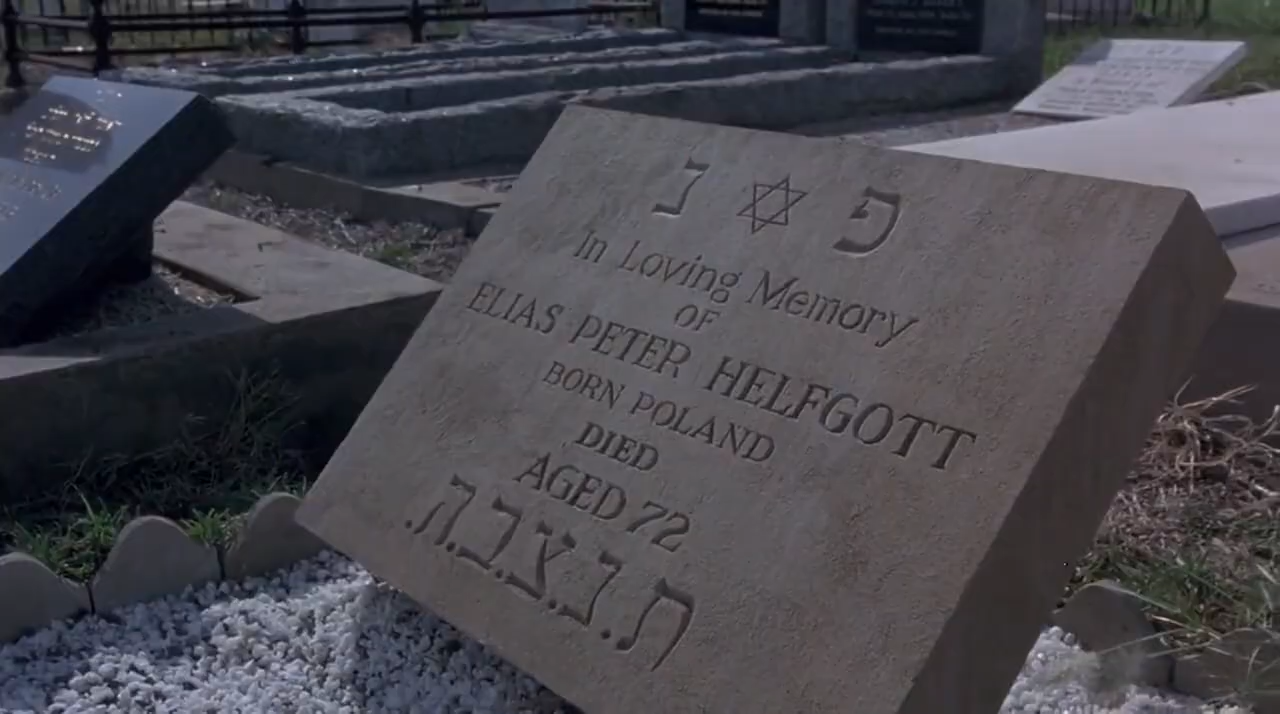 פ נ
In Loving Memory
OF
ELIAS PETER HELFGOTT
BORN POLAND
DIED
AGED 72
ת.נ.צ.ב.ה.